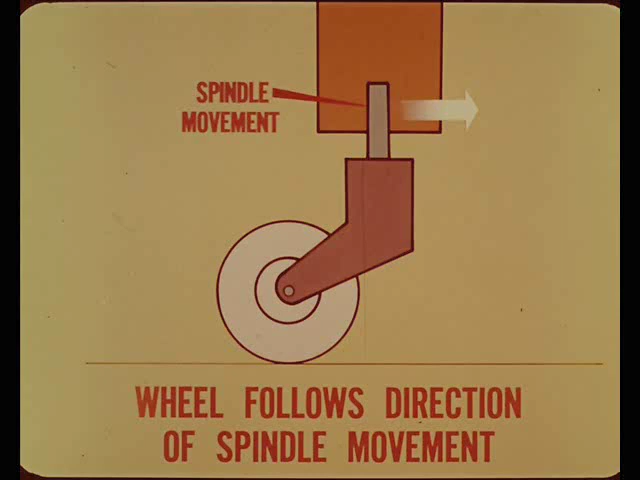 SPINDLE
MOVEMENT
WHEEL FOLLOWS DIRECTION
OF SPINDLE MOVEMENT